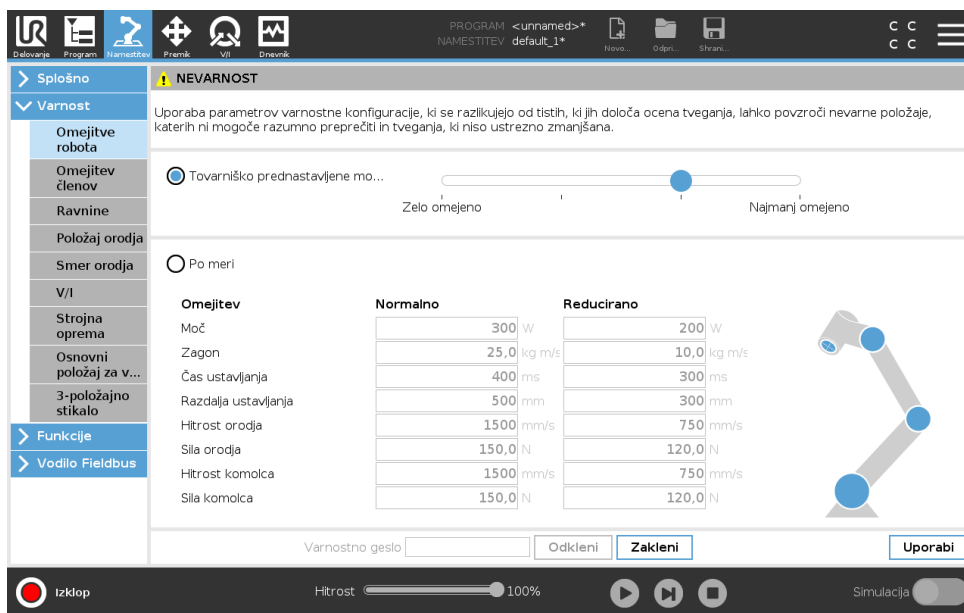 PROGRAM <unnamed>*
NAMESTITEV default_1*
UR
Delovanje
Program
Namestitev
Premik
V/I
Dnevnik
Novo...
Odpri...
Shrani...
C C
C C
Splošno
Varnost
Omejitve
robota
Omejitev
členov
Ravnine
Položaj orodja
Smer orodja
V/I
Strojna
oprema
Osnovni
položaj za v...
3-položajno
stikalo
Funkcije
Vodilo Fieldbus
NEVARNOST
Uporaba parametrov varnostne konfiguracije, ki se razlikujejo od tistih, ki jih določa ocena tveganja, lahko povzroči nevarne položaje,
katerih ni mogoče razumno preprečiti in tveganja, ki niso ustrezno zmanjšana.
Tovarniško prednastavljene mo...
Zelo omejeno
Najmanj omejeno
Po meri
Omejitev Normalno Reducirano
Moč 300 W 200 W
Zagon 25,0 kg m/s 10,0 kg m/s
Čas ustavljanja 400 ms 300 ms
Razdalja ustavljanja 500 mm 300 mm
Hitrost orodja 1500 mm/s 750 mm/s
Sila orodja 150,0 N 120,0 N
Hitrost komolca 1500 mm/s 750 mm/s
Sila komolca 150,0 N 120,0 N
Varnostno geslo Odkleni Zakleni Uporabi
Izklop
Hitrost 100%
Simulacija